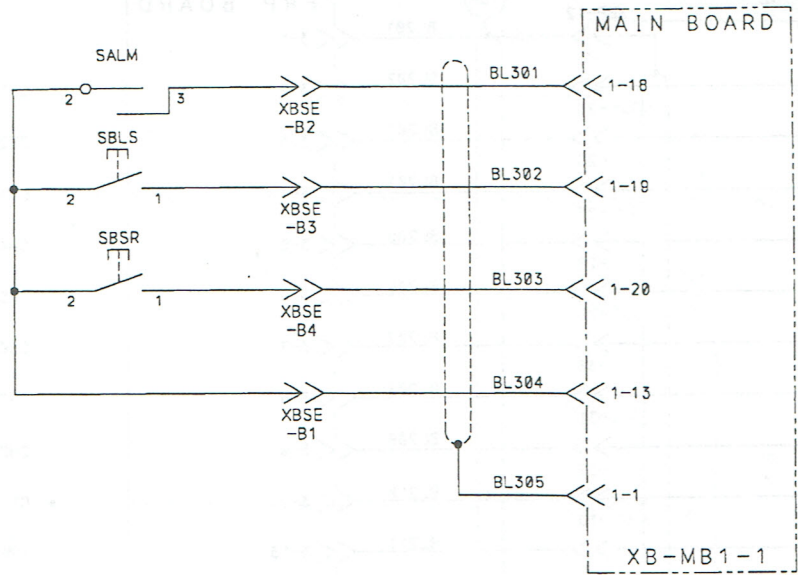 MAIN BOARD
SALM
BL301
1-18
2
3
XBSE
-B2
SBLS
BL302
1-19
2
1
XBSE
-B3
SBSR
BL303
1-20
2
1
XBSE
-B4
BL304
1-13
XBSE
-B1
BL305
1-1
XB-MB1-1